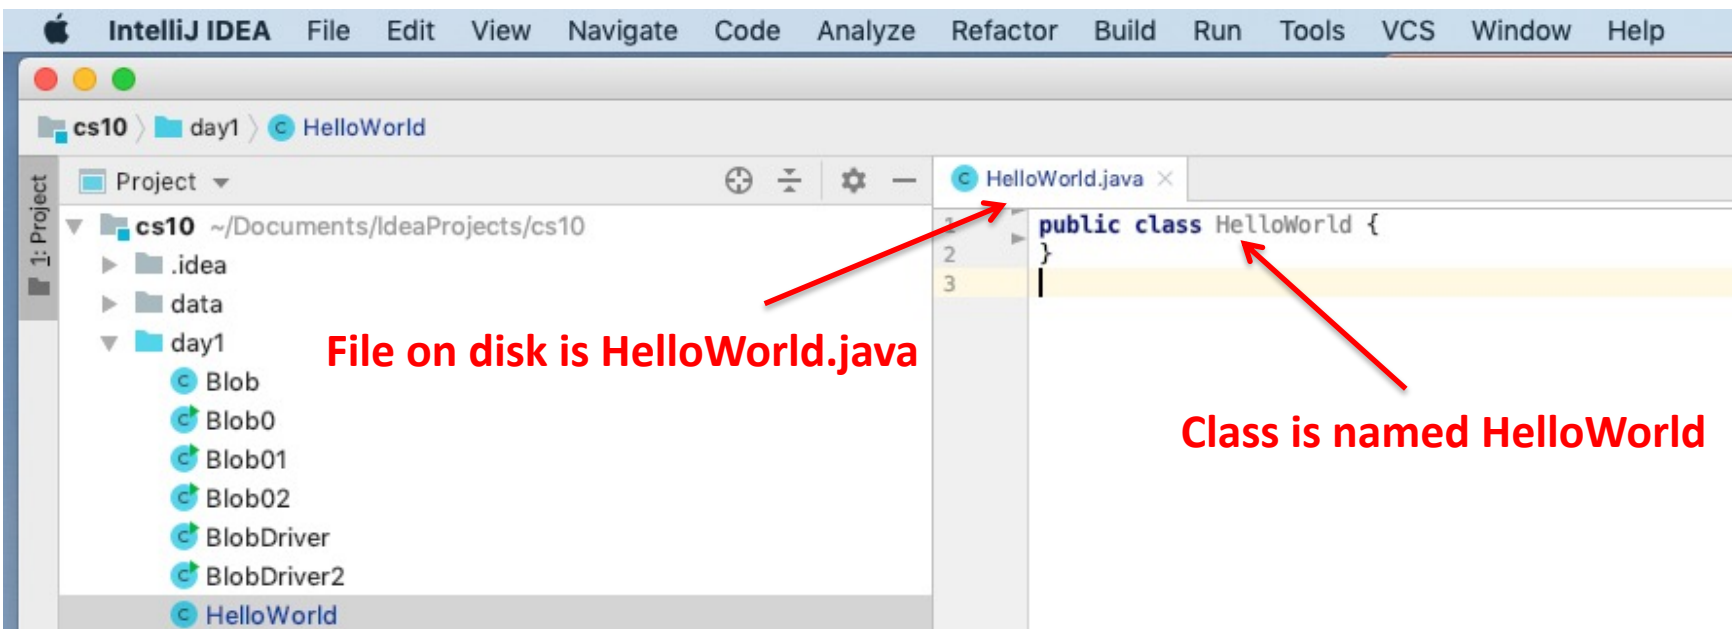 IntelliJ IDEA File Edit View Navigate Code Analyze Refactor Build Run Tools VCS Window Help
cs10 day1 HelloWorld
1: Project
Project
HelloWorld.java
cs10 ~/Documents/IdeaProjects/cs10
.idea
data
day1
Blob
Blob0
Blob01
Blob02
BlobDriver
BlobDriver2
HelloWorld
1 public class HelloWorld {
2 }
3
File on disk is HelloWorld.java
Class is named HelloWorld